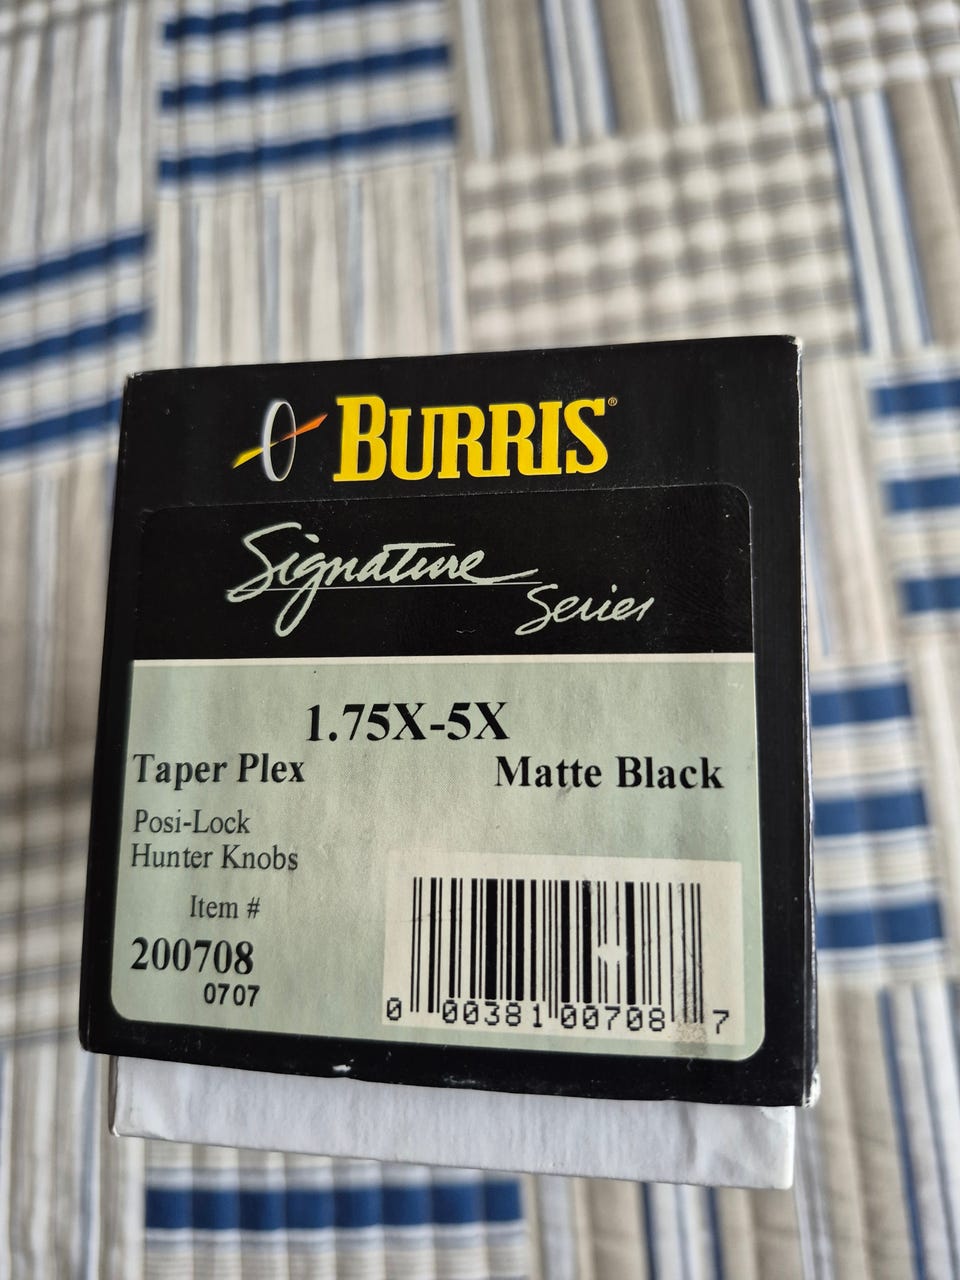 BURRIS®
Signature
Series
1.75X-5X
Taper Plex Matte Black
Posi-Lock
Hunter Knobs
Item #
200708
0707
0 00381 00708 7